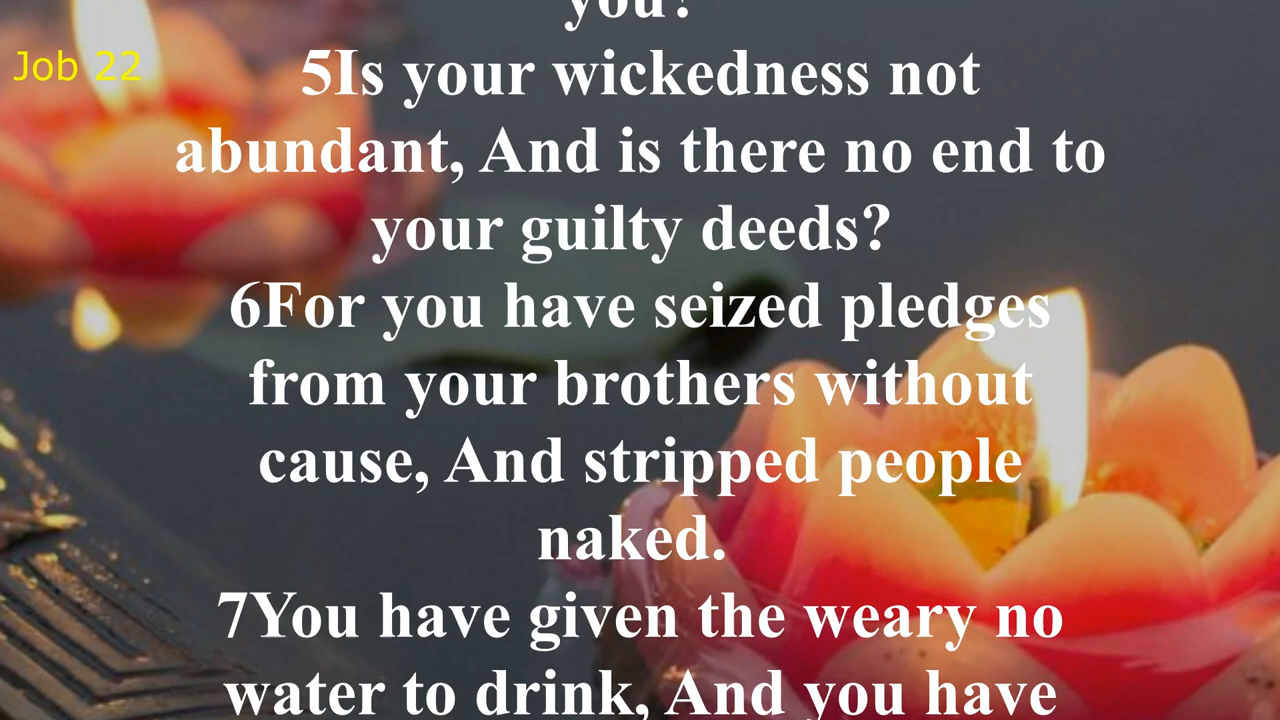 you?
Job 22
5Is your wickedness not
abundant, And is there no end to
your guilty deeds?
6For you have seized pledges
from your brothers without
cause, And stripped people
naked.
7You have given the weary no
water to drink, And you have